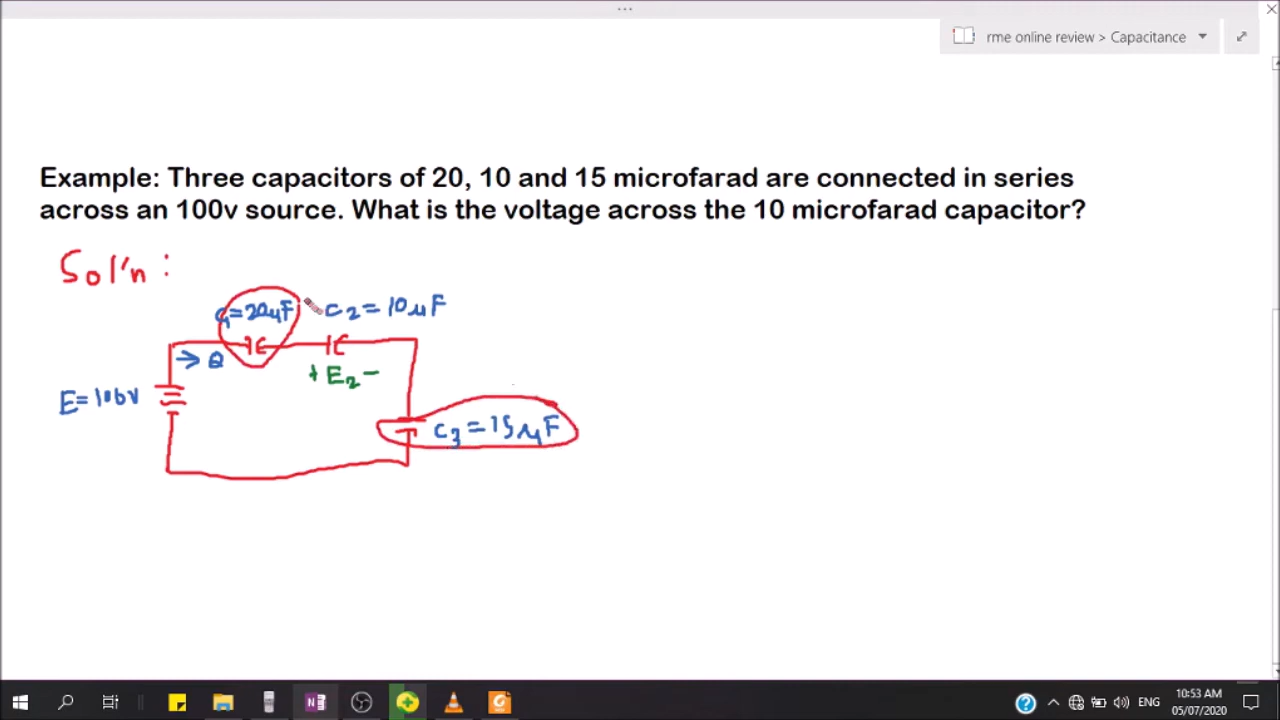 rme online review > Capacitance
Example: Three capacitors of 20, 10 and 15 microfarad are connected in series
across an 100v source. What is the voltage across the 10 microfarad capacitor?
Sol'n :
C1=20μF C2=10μF
→ Q
+ E2 -
E=100V
C3=15μF
ENG
10:53 AM
05/07/2020